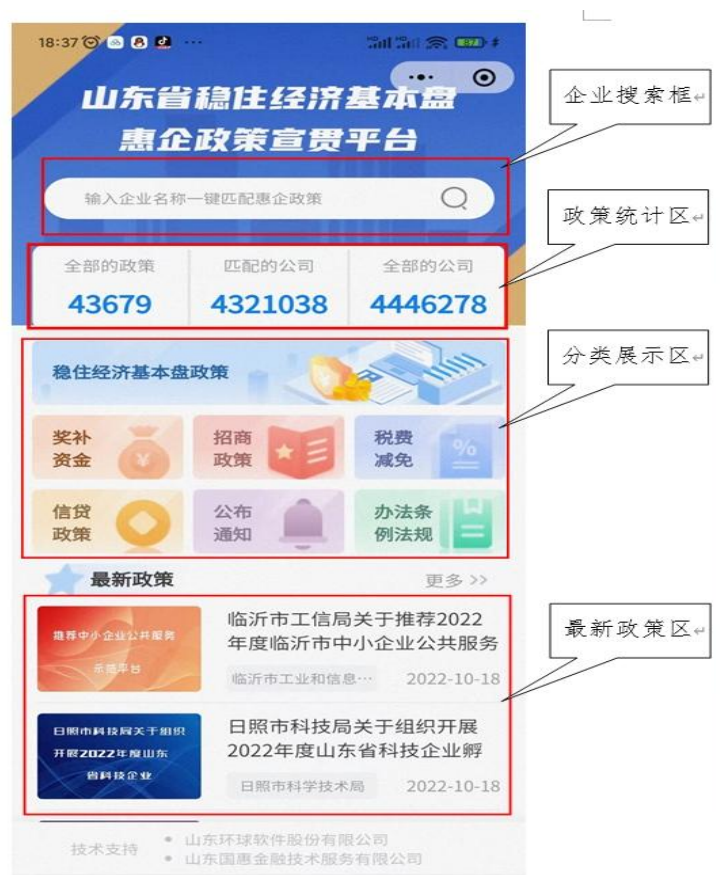 18:37
87
山东省稳住经济基本盘
惠企政策宣贯平台
企业搜索框
输入企业名称一键匹配惠企政策
政策统计区
全部的政策 匹配的公司 全部的公司
43679 4321038 4446278
分类展示区
稳住经济基本盘政策
奖补
资金
招商
政策
税费
减免
信贷
政策
公布
通知
办法条
例法规
最新政策 更多 >>
最新政策区
推荐中小企业公共服务
示范平台
临沂市工信局关于推荐2022
年度临沂市中小企业公共服务
临沂市工业和信息… 2022-10-18
日照市科技局关于组织
开展2022年度山东
省科技企业
日照市科技局关于组织开展
2022年度山东省科技企业孵
日照市科学技术局 2022-10-18
技术支持
• 山东环球软件股份有限公司
• 山东国惠金融技术服务有限公司